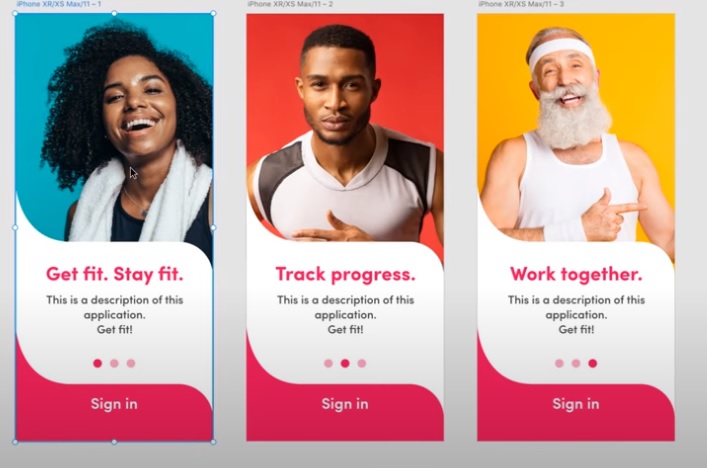 iPhone XR/XS Max/11 – 1
iPhone XR/XS Max/11 – 2
iPhone XR/XS Max/11 – 3
Get fit. Stay fit.
This is a description of this
application.
Get fit!
Sign in
Track progress.
This is a description of this
application.
Get fit!
Sign in
Work together.
This is a description of this
application.
Get fit!
Sign in